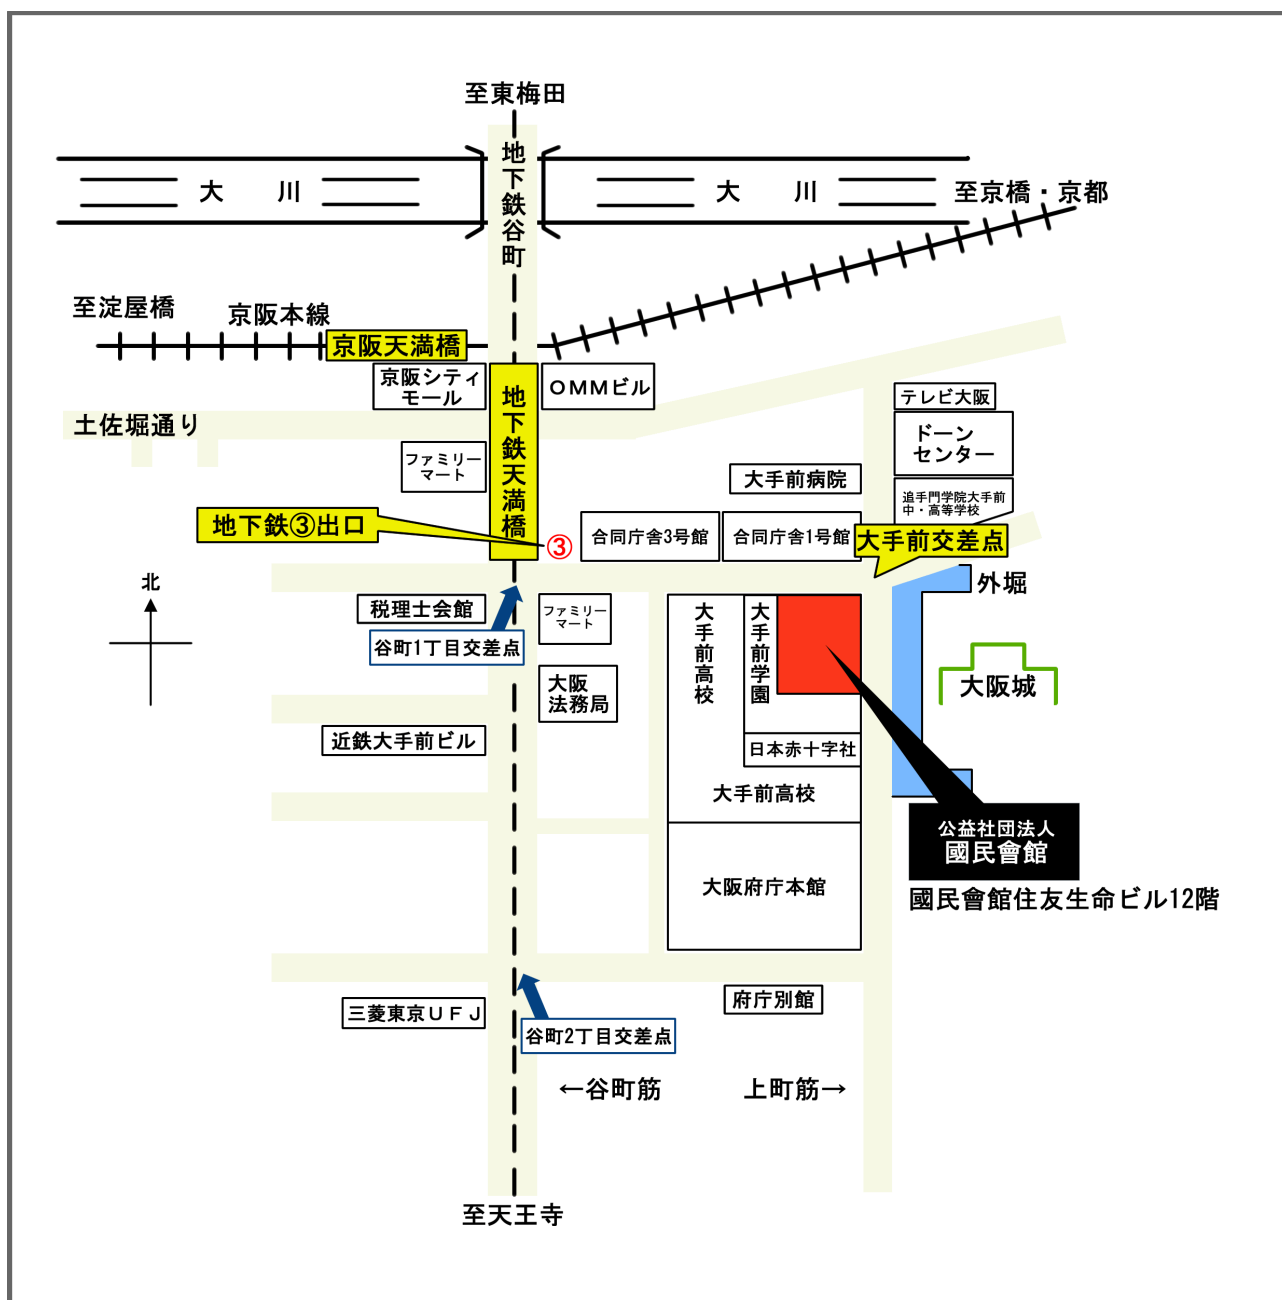 至東梅田
地下鉄谷町
大　川
大　川
至京橋・京都
至淀屋橋
京阪本線
京阪天満橋
京阪シティ
モール
地下鉄天満橋
ＯＭＭビル
テレビ大阪
土佐堀通り
ドーン
センター
ファミリー
マート
大手前病院
追手門学院大手前
中・高等学校
地下鉄③出口
③
合同庁舎3号館
合同庁舎1号館
大手前交差点
北
外堀
税理士会館
ファミリー
マート
谷町1丁目交差点
大手前高校
大手前学園
大阪
法務局
大阪城
近鉄大手前ビル
日本赤十字社
大手前高校
公益社団法人
國民會館
大阪府庁本館
國民會館住友生命ビル12階
三菱東京ＵＦＪ
府庁別館
谷町2丁目交差点
←谷町筋
上町筋→
至天王寺